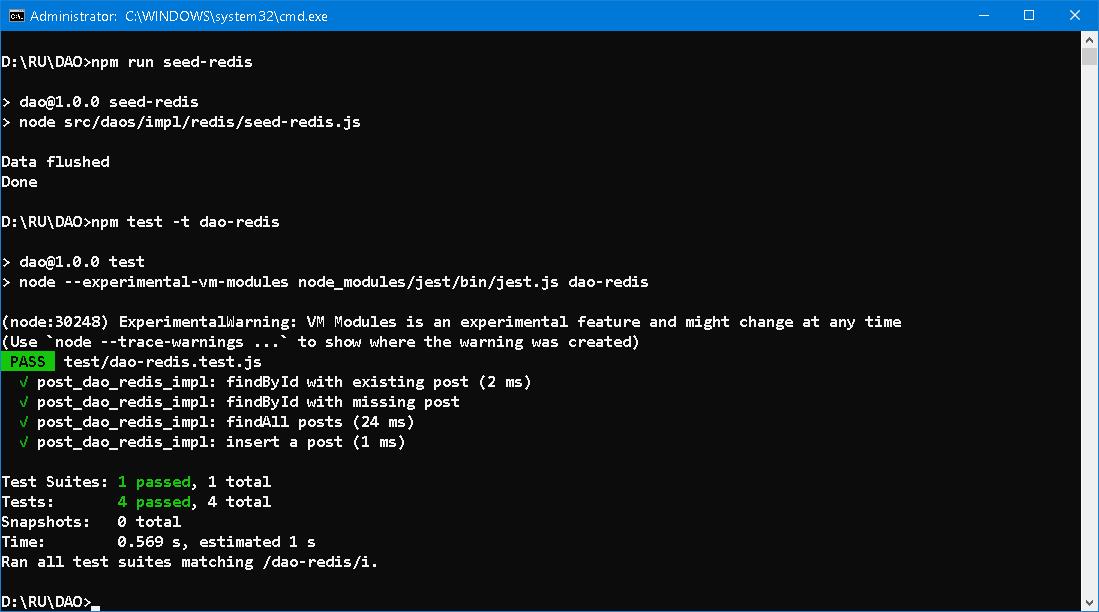 Administrator: C:\WINDOWS\system32\cmd.exe
D:\RU\DAO>npm run seed-redis
> dao@1.0.0 seed-redis
> node src/daos/impl/redis/seed-redis.js
Data flushed
Done
D:\RU\DAO>npm test -t dao-redis
> dao@1.0.0 test
> node --experimental-vm-modules node_modules/jest/bin/jest.js dao-redis
(node:30248) ExperimentalWarning: VM Modules is an experimental feature and might change at any time
(Use `node --trace-warnings ...` to show where the warning was created)
PASS test/dao-redis.test.js
√ post_dao_redis_impl: findById with existing post (2 ms)
√ post_dao_redis_impl: findById with missing post
√ post_dao_redis_impl: findAll posts (24 ms)
√ post_dao_redis_impl: insert a post (1 ms)
Test Suites: 1 passed, 1 total
Tests: 4 passed, 4 total
Snapshots: 0 total
Time: 0.569 s, estimated 1 s
Ran all test suites matching /dao-redis/i.
D:\RU\DAO>